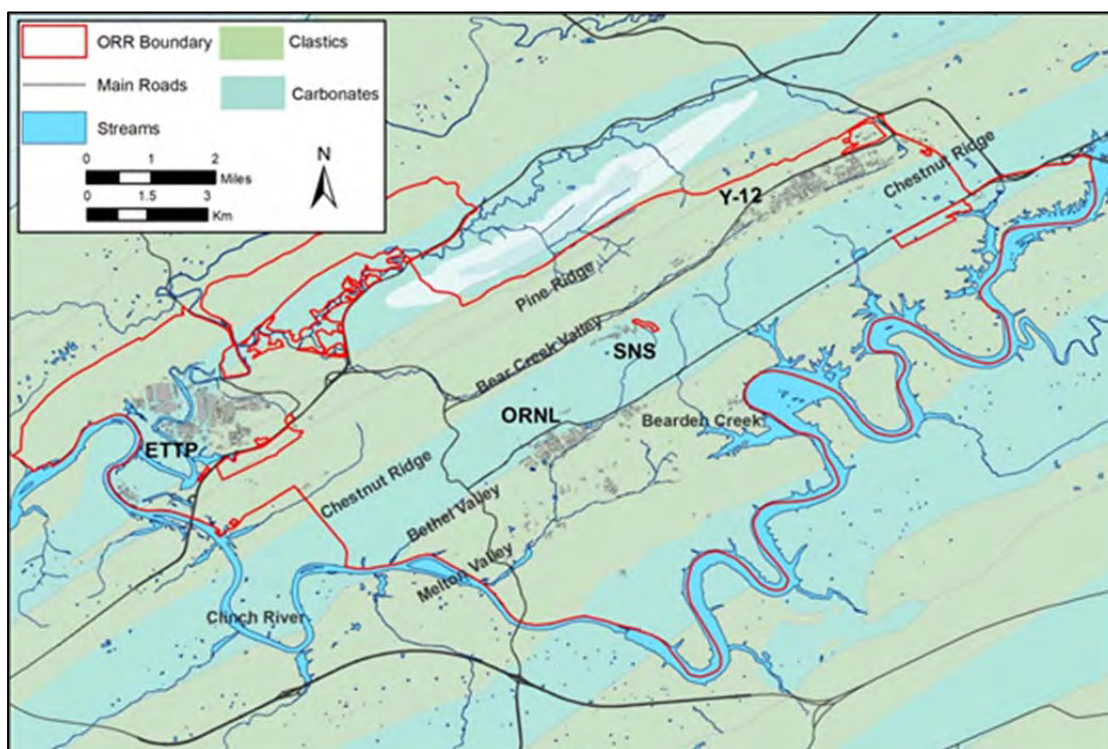 ORR Boundary
Clastics
Main Roads
Carbonates
Streams
0 1 2
Miles
0 1.5 3
Km
N
Chestnut Ridge
Y-12
Pine Ridge
Bear Creek Valley
SNS
Bearden Creek
ORNL
ETTP
Chestnut Ridge
Bethel Valley
Melton Valley
Clinch River